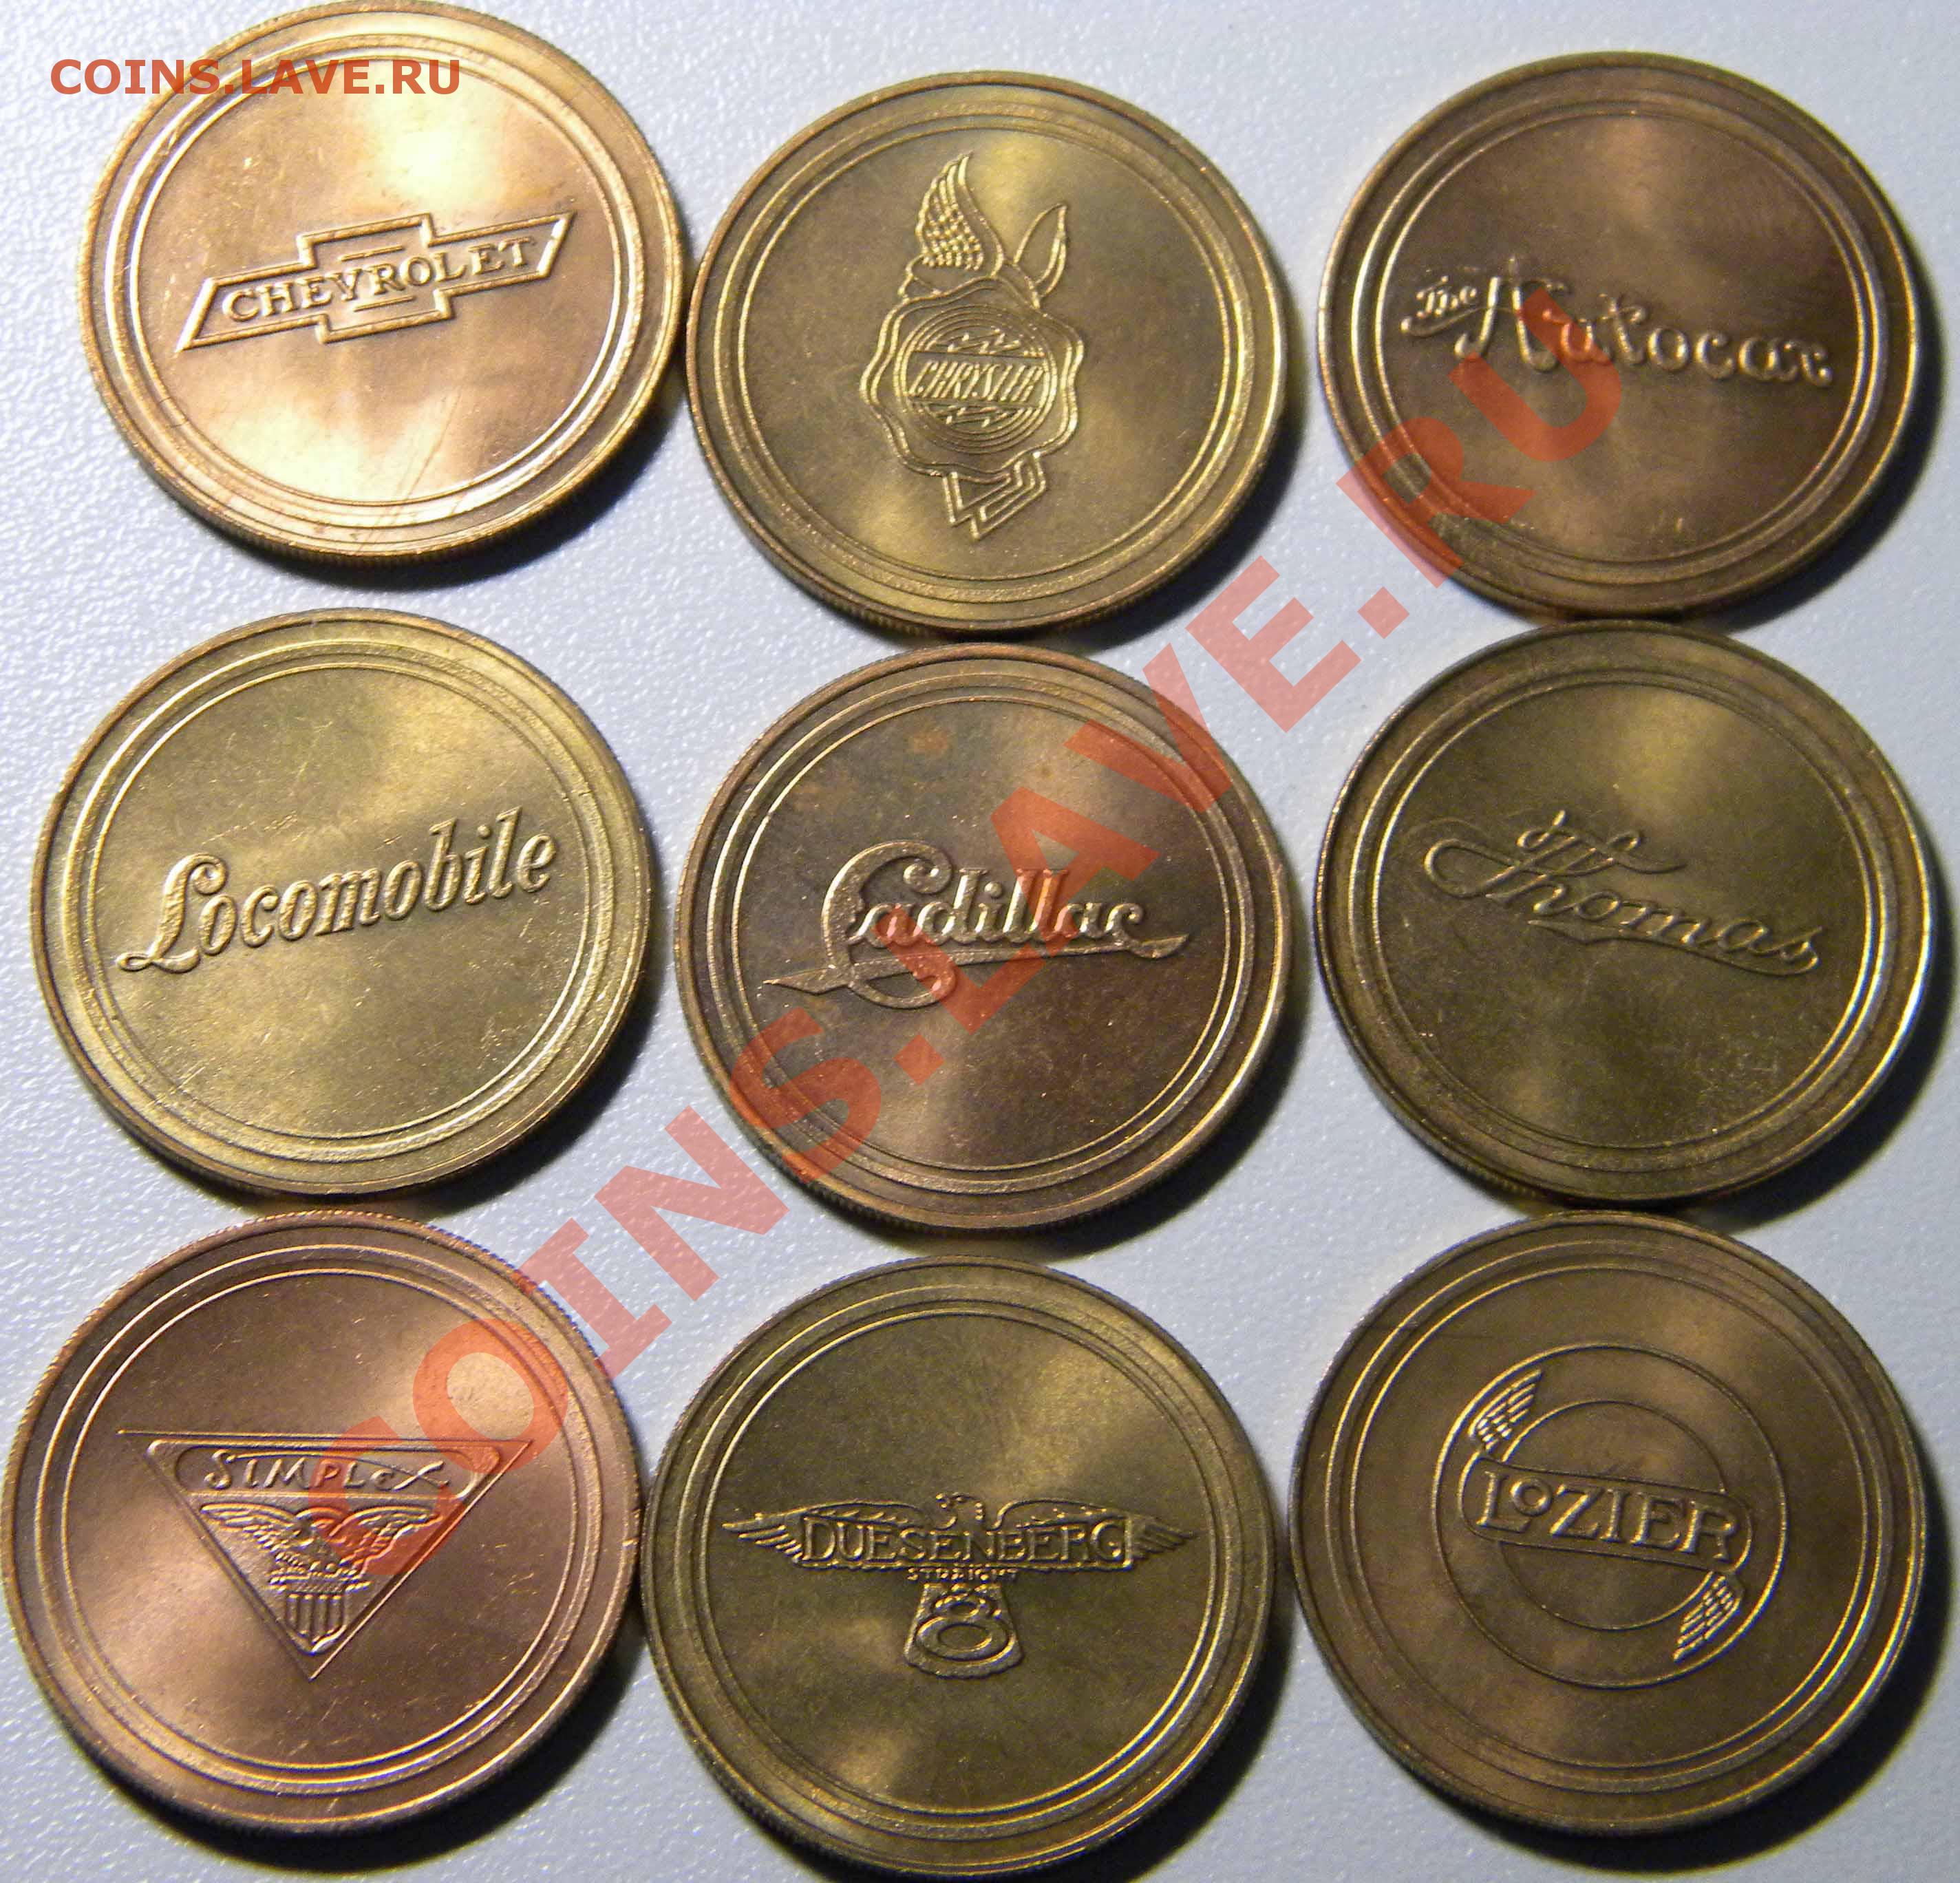 COINS.LAVE.RU
CHEVROLET
CHRYSLER
The Autocar
Locomobile
Cadillac
Thomas
SIMPLEX
DUESENBERG
STRAIGHT
8
LOZIER
COINS.LAVE.RU